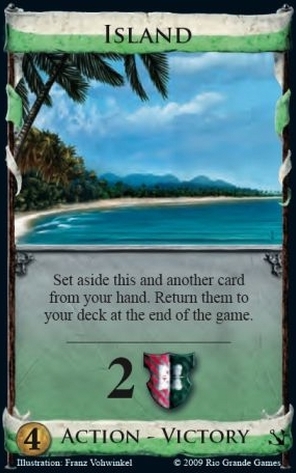 ISLAND
Set aside this and another card
from your hand. Return them to
your deck at the end of the game.
2
4 ACTION - VICTORY
Illustration: Franz Vohwinkel © 2009 Rio Grande Games